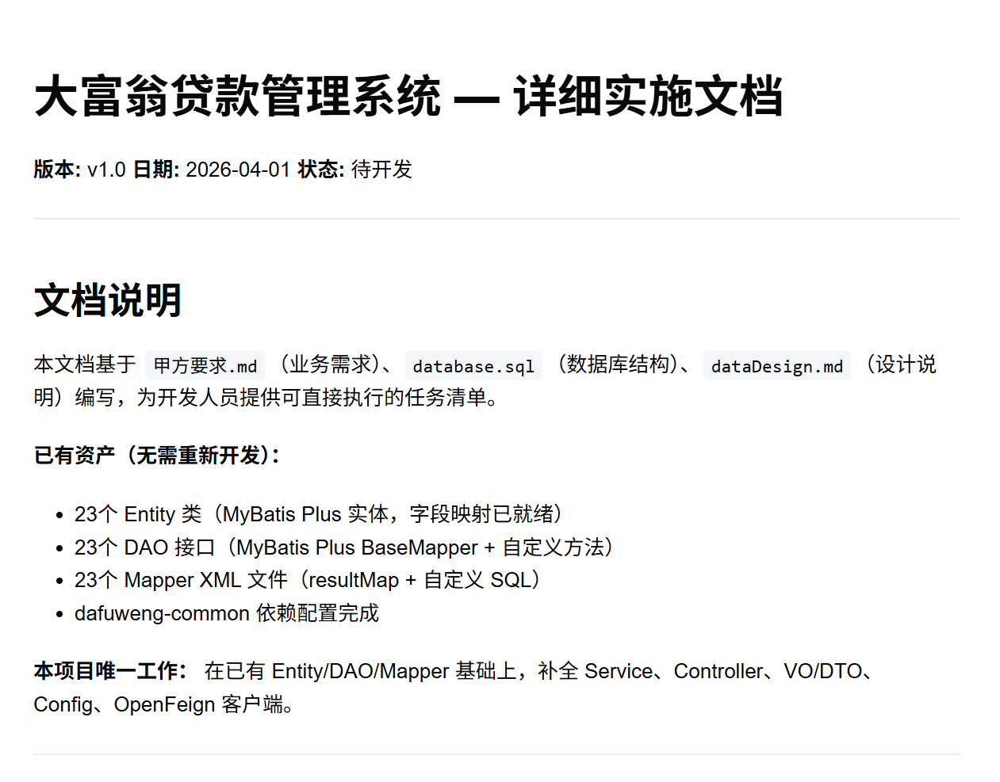 大富翁贷款管理系统 — 详细实施文档
版本: v1.0 日期: 2026-04-01 状态: 待开发
文档说明
本文档基于 甲方要求.md （业务需求）、 database.sql （数据库结构）、 dataDesign.md （设计说
明）编写，为开发人员提供可直接执行的任务清单。
已有资产（无需重新开发）：
• 23个 Entity 类（MyBatis Plus 实体，字段映射已就绪）
• 23个 DAO 接口（MyBatis Plus BaseMapper + 自定义方法）
• 23个 Mapper XML 文件（resultMap + 自定义 SQL）
• dafuweng-common 依赖配置完成
本项目唯一工作： 在已有 Entity/DAO/Mapper 基础上，补全 Service、Controller、VO/DTO、
Config、OpenFeign 客户端。